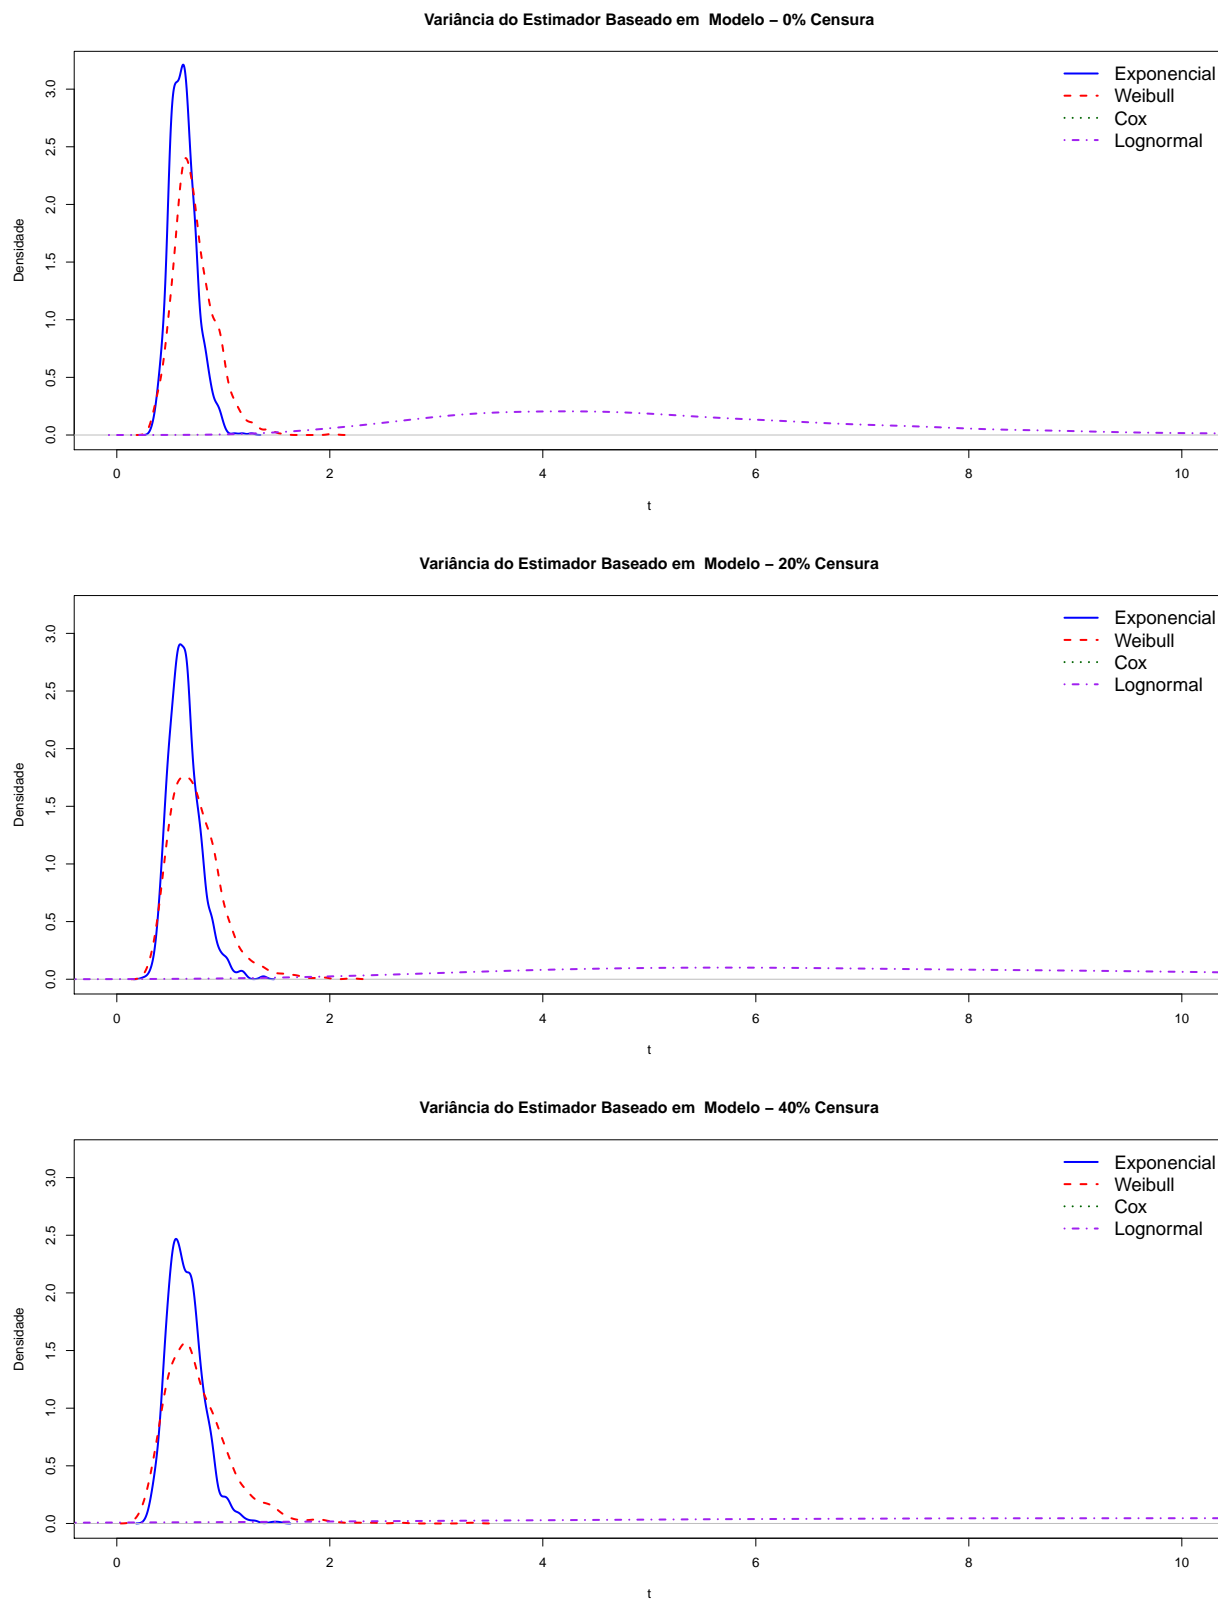 Variância do Estimador Baseado em  Modelo – 0% Censura
Exponencial
Weibull
Cox
Lognormal
Densidade
3.0
2.5
2.0
1.5
1.0
0.5
0.0
0 2 4 6 8 10
t
Variância do Estimador Baseado em  Modelo – 20% Censura
Exponencial
Weibull
Cox
Lognormal
Densidade
3.0
2.5
2.0
1.5
1.0
0.5
0.0
0 2 4 6 8 10
t
Variância do Estimador Baseado em  Modelo – 40% Censura
Exponencial
Weibull
Cox
Lognormal
Densidade
3.0
2.5
2.0
1.5
1.0
0.5
0.0
0 2 4 6 8 10
t